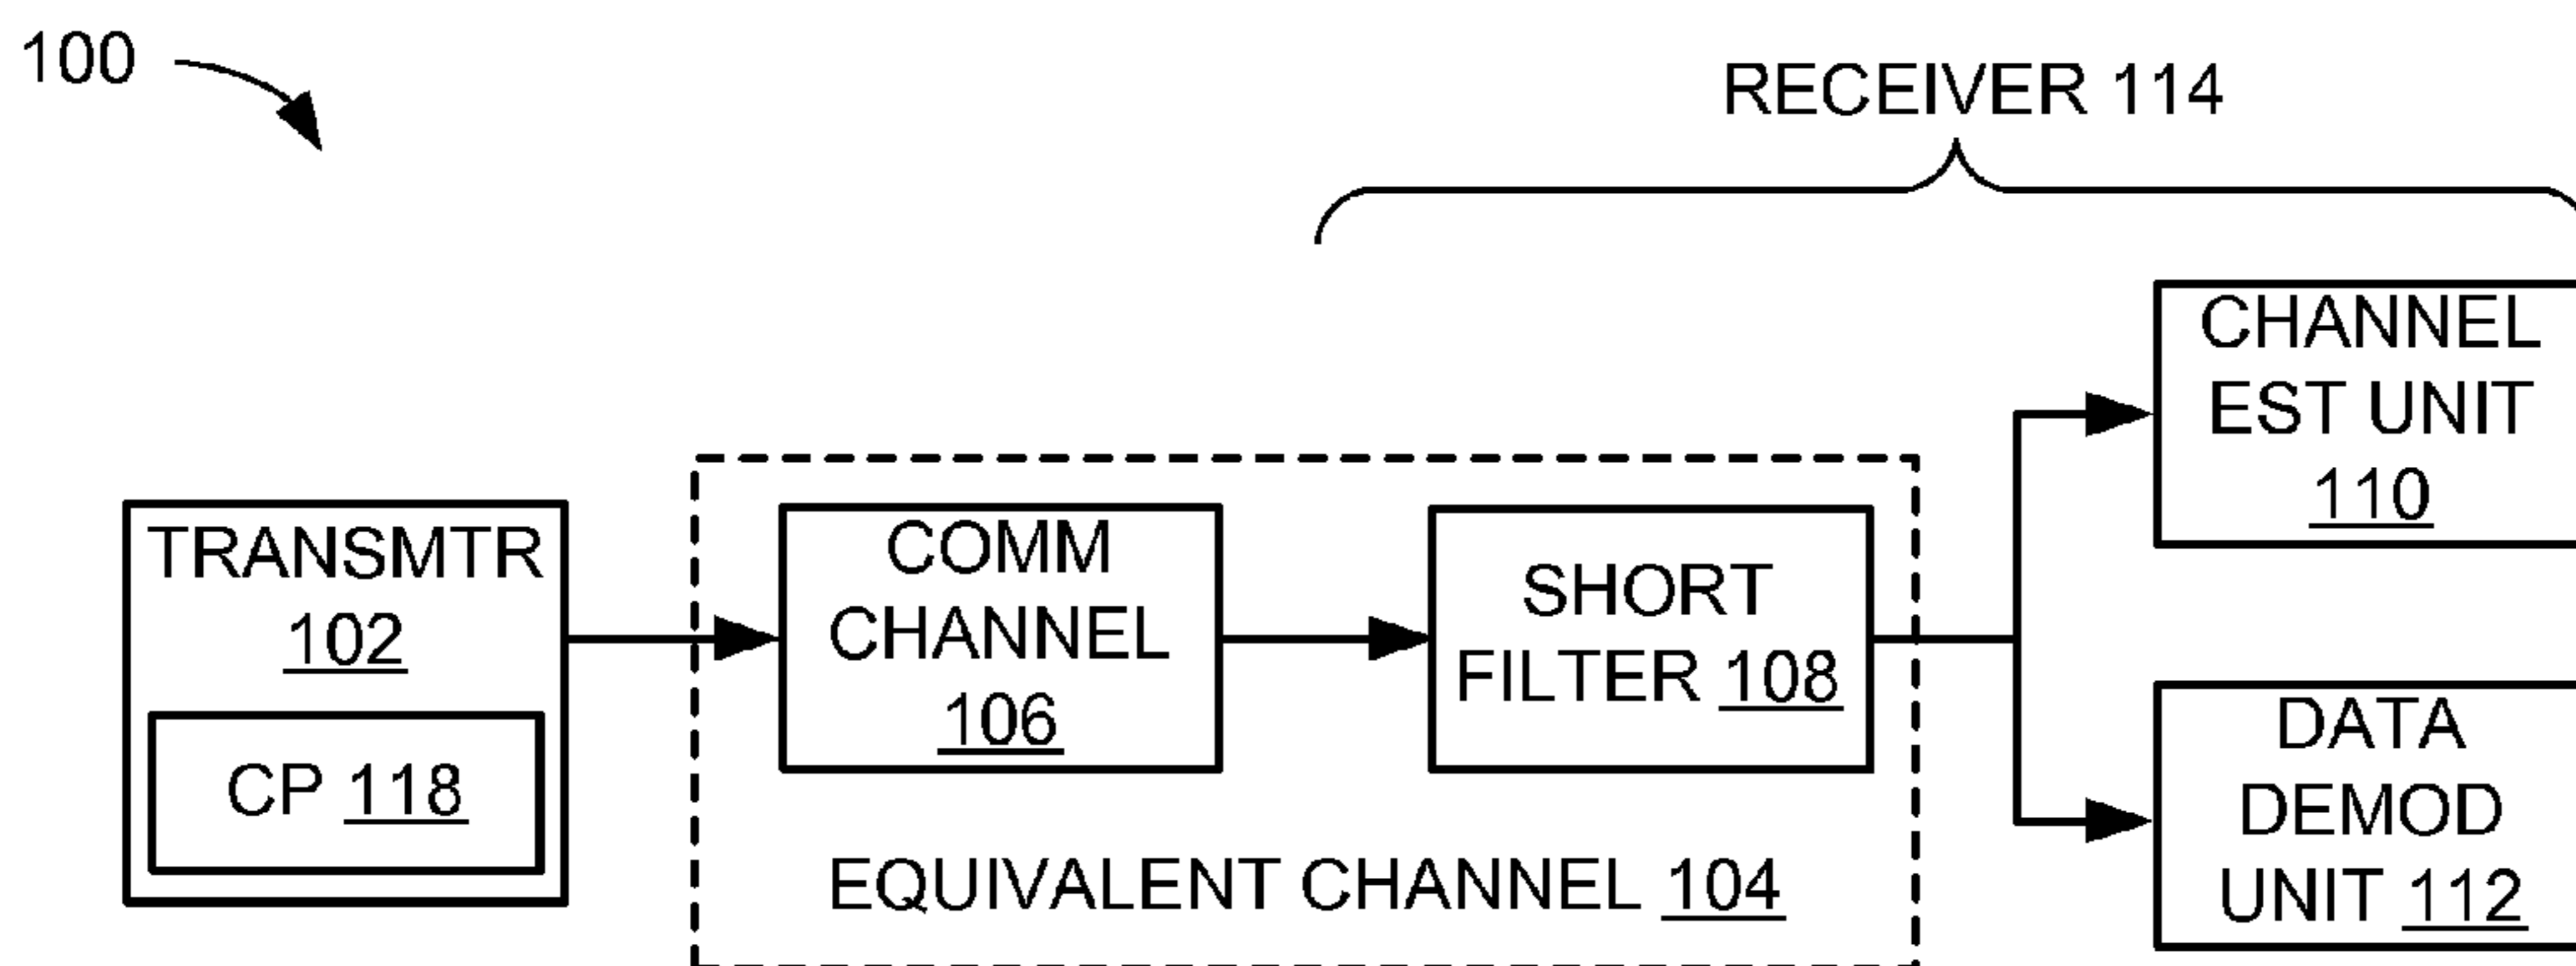 100
RECEIVER 114
CHANNEL
EST UNIT
110
TRANSMTR
102
CP 118
COMM
CHANNEL
106
SHORT
FILTER 108
EQUIVALENT CHANNEL 104
DATA
DEMOD
UNIT 112